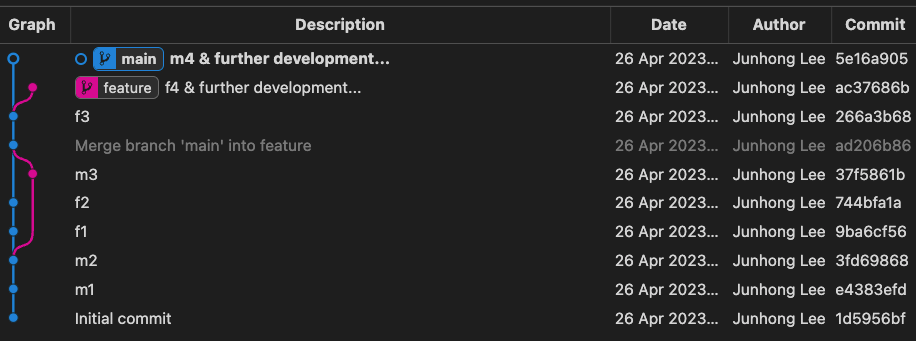 Graph Description Date Author Commit
main m4 & further development... 26 Apr 2023... Junhong Lee 5e16a905
feature f4 & further development... 26 Apr 2023... Junhong Lee ac37686b
f3 26 Apr 2023... Junhong Lee 266a3b68
Merge branch 'main' into feature 26 Apr 2023... Junhong Lee ad206b86
m3 26 Apr 2023... Junhong Lee 37f5861b
f2 26 Apr 2023... Junhong Lee 744bfa1a
f1 26 Apr 2023... Junhong Lee 9ba6cf56
m2 26 Apr 2023... Junhong Lee 3fd69868
m1 26 Apr 2023... Junhong Lee e4383efd
Initial commit 26 Apr 2023... Junhong Lee 1d5956bf